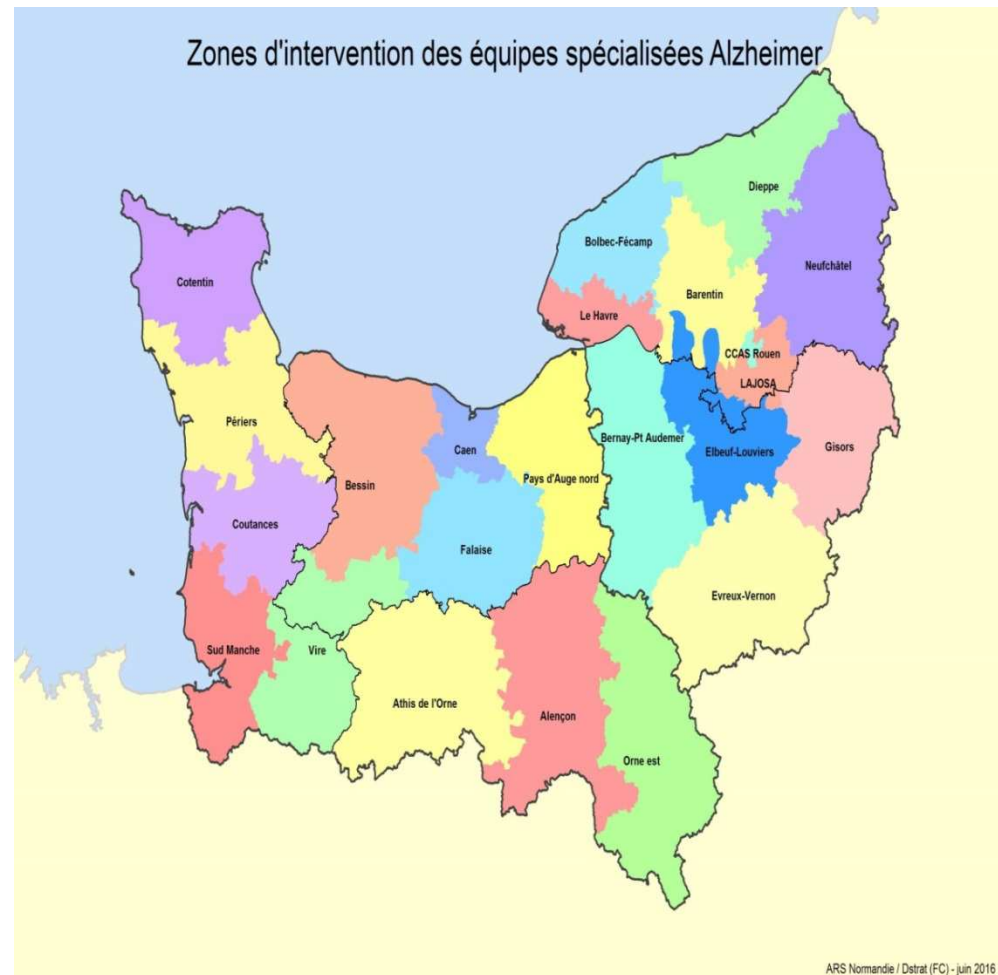 Zones d'intervention des équipes spécialisées Alzheimer
Dieppe
Bolbec-Fécamp
Neufchâtel
Cotentin
Barentin
Le Havre
CCAS Rouen
LAJOSA
Périers
Bernay-Pt Audemer
Gisors
Caen
Elbeuf-Louviers
Pays d'Auge nord
Bessin
Coutances
Falaise
Evreux-Vernon
Sud Manche
Vire
Athis de l'Orne
Alençon
Orne est
ARS Normandie / Dstrat (FC) - juin 2016